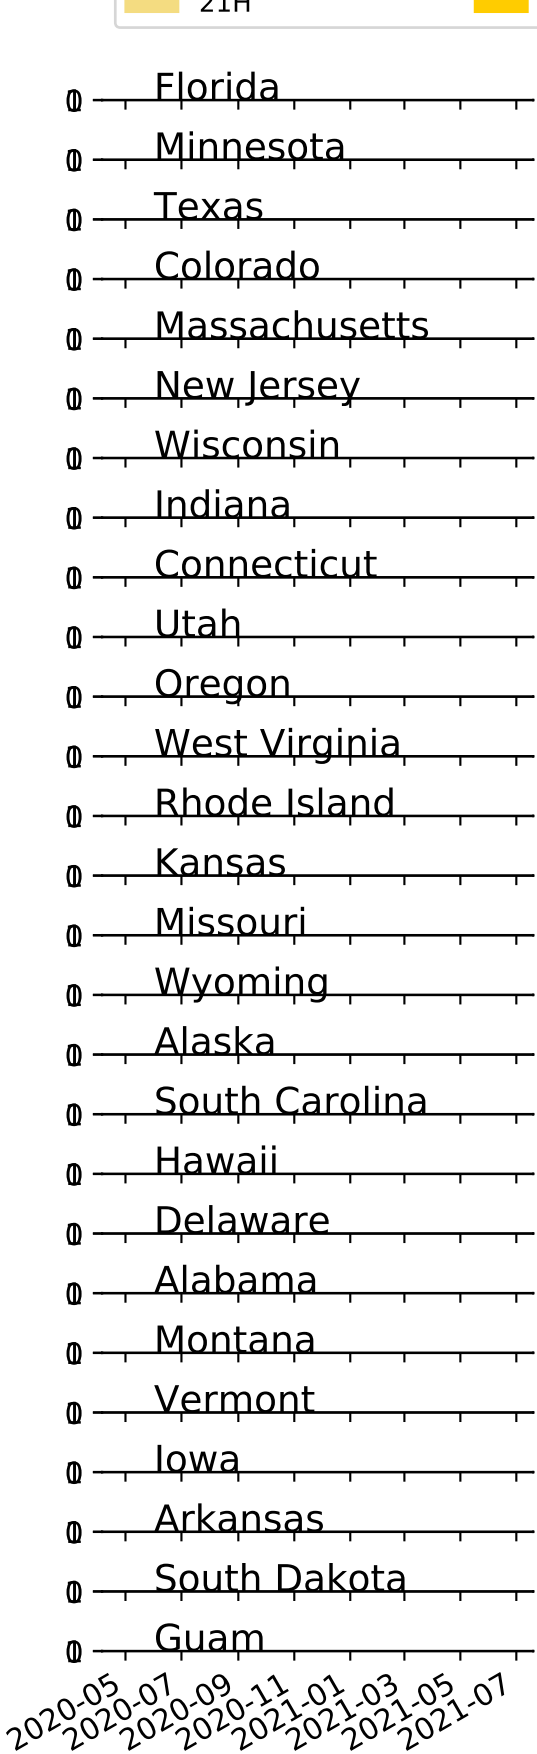 21H
Florida
Minnesota
Texas
Colorado
Massachusetts
New Jersey
Wisconsin
Indiana
Connecticut
Utah
Oregon
West Virginia
Rhode Island
Kansas
Missouri
Wyoming
Alaska
South Carolina
Hawaii
Delaware
Alabama
Montana
Vermont
Iowa
Arkansas
South Dakota
Guam
2020-05 2020-07 2020-09 2020-11 2021-01 2021-03 2021-05 2021-07